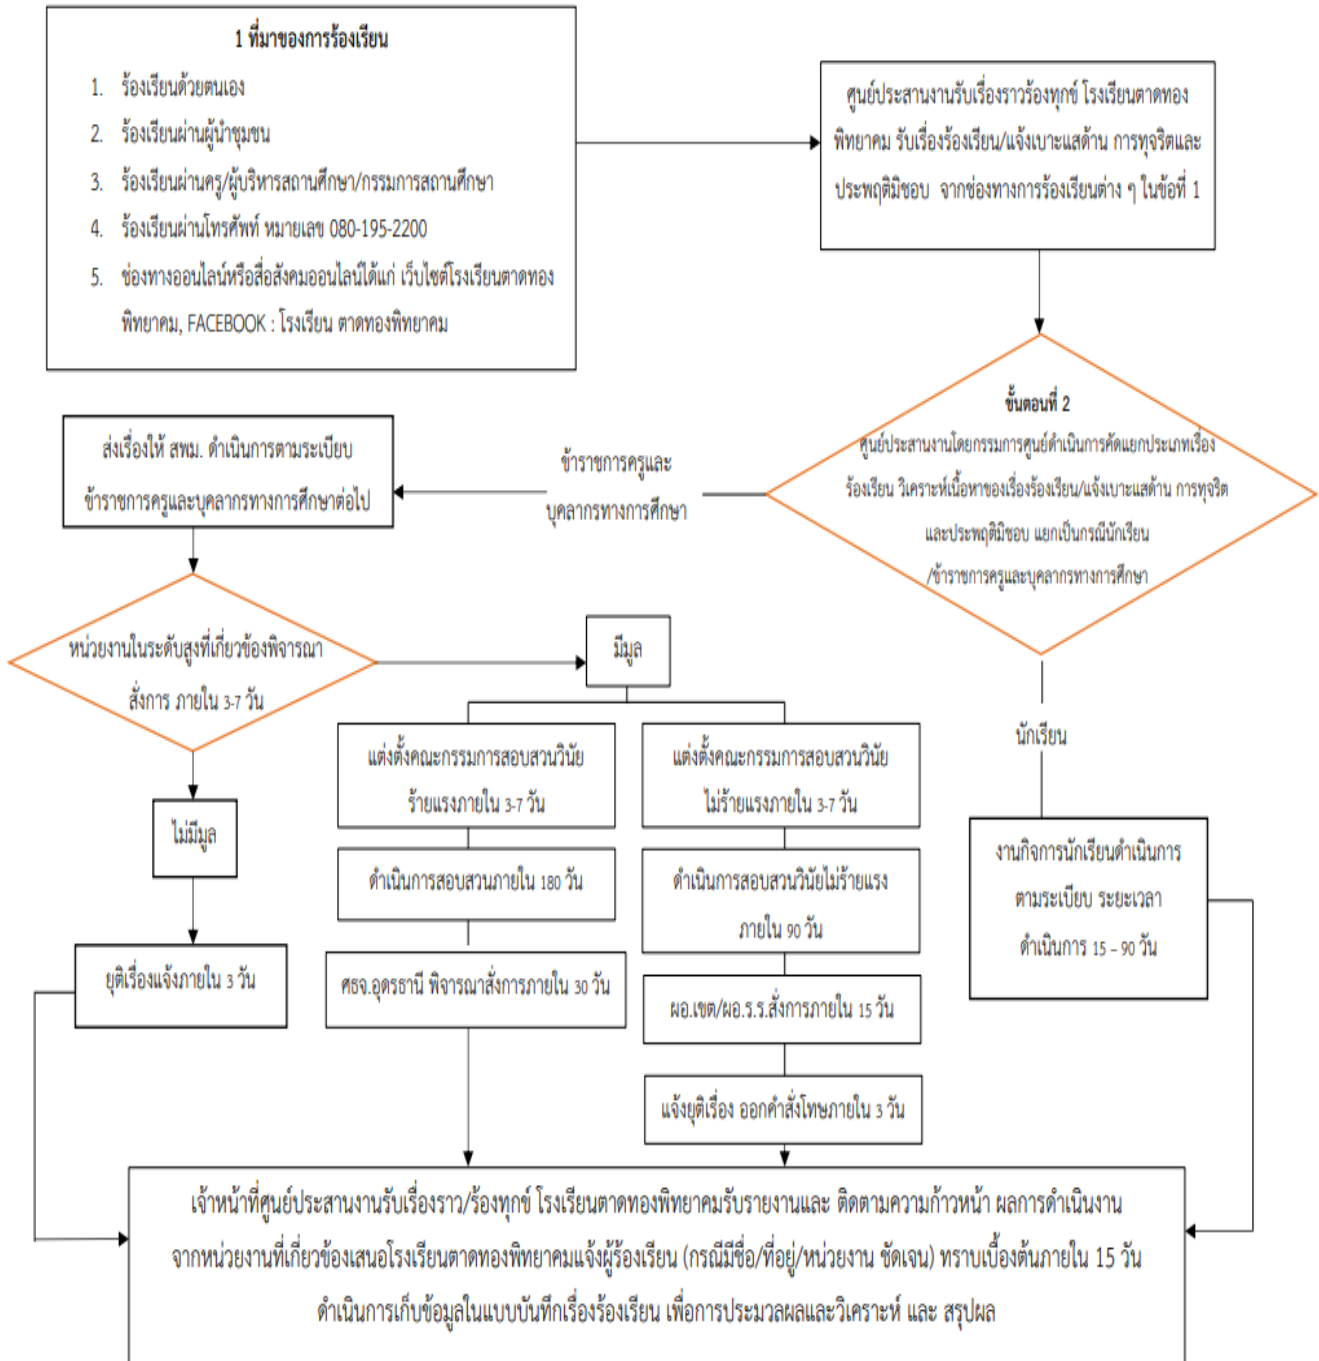 1 ที่มาของการร้องเรียน
1. ร้องเรียนด้วยตนเอง
2. ร้องเรียนผ่านผู้นำชุมชน
3. ร้องเรียนผ่านครู/ผู้บริหารสถานศึกษา/กรรมการสถานศึกษา
4. ร้องเรียนผ่านโทรศัพท์ หมายเลข 080-195-2200
5. ช่องทางออนไลน์หรือสื่อสังคมออนไลน์ได้แก่ เว็บไซต์โรงเรียนตาดทอง
พิทยาคม, FACEBOOK : โรงเรียน ตาดทองพิทยาคม
ศูนย์ประสานงานรับเรื่องราวร้องทุกข์ โรงเรียนตาดทอง
พิทยาคม รับเรื่องร้องเรียน/แจ้งเบาะแสด้าน การทุจริตและ
ประพฤติมิชอบ จากช่องทางการร้องเรียนต่าง ๆ ในข้อที่ 1
ขั้นตอนที่ 2
ศูนย์ประสานงานโดยกรรมการศูนย์ดำเนินการคัดแยกประเภทเรื่อง
ร้องเรียน วิเคราะห์เนื้อหาของเรื่องร้องเรียน/แจ้งเบาะแสด้าน การทุจริต
และประพฤติมิชอบ แยกเป็นกรณีนักเรียน
/ข้าราชการครูและบุคลากรทางการศึกษา
ข้าราชการครูและ
บุคลากรทางการศึกษา
ส่งเรื่องให้ สพม. ดำเนินการตามระเบียบ
ข้าราชการครูและบุคลากรทางการศึกษาต่อไป
หน่วยงานในระดับสูงที่เกี่ยวข้องพิจารณา
สั่งการ ภายใน 3-7 วัน
มีมูล
แต่งตั้งคณะกรรมการสอบสวนวินัย
ร้ายแรงภายใน 3-7 วัน
ดำเนินการสอบสวนภายใน 180 วัน
ศธจ.อุดรธานี พิจารณาสั่งการภายใน 30 วัน
แต่งตั้งคณะกรรมการสอบสวนวินัย
ไม่ร้ายแรงภายใน 3-7 วัน
ดำเนินการสอบสวนวินัยไม่ร้ายแรง
ภายใน 90 วัน
ผอ.เขต/ผอ.ร.ร.สั่งการภายใน 15 วัน
แจ้งยุติเรื่อง ออกคำสั่งโทษภายใน 3 วัน
ไม่มีมูล
ยุติเรื่องแจ้งภายใน 3 วัน
นักเรียน
งานกิจการนักเรียนดำเนินการ
ตามระเบียบ ระยะเวลา
ดำเนินการ 15 – 90 วัน
เจ้าหน้าที่ศูนย์ประสานงานรับเรื่องราว/ร้องทุกข์ โรงเรียนตาดทองพิทยาคมรับรายงานและ ติดตามความก้าวหน้า ผลการดำเนินงาน
จากหน่วยงานที่เกี่ยวข้องเสนอโรงเรียนตาดทองพิทยาคมแจ้งผู้ร้องเรียน (กรณีมีชื่อ/ที่อยู่/หน่วยงาน ชัดเจน) ทราบเบื้องต้นภายใน 15 วัน
ดำเนินการเก็บข้อมูลในแบบบันทึกเรื่องร้องเรียน เพื่อการประมวลผลและวิเคราะห์ และ สรุปผล